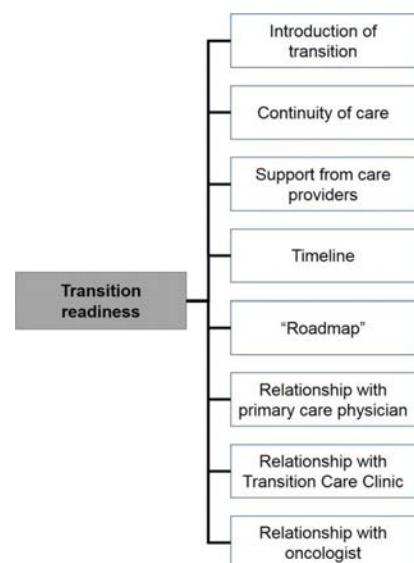 Introduction of
transition
Continuity of care
Support from care
providers
Timeline
Transition
readiness
“Roadmap”
Relationship with
primary care physician
Relationship with
Transition Care Clinic
Relationship with
oncologist